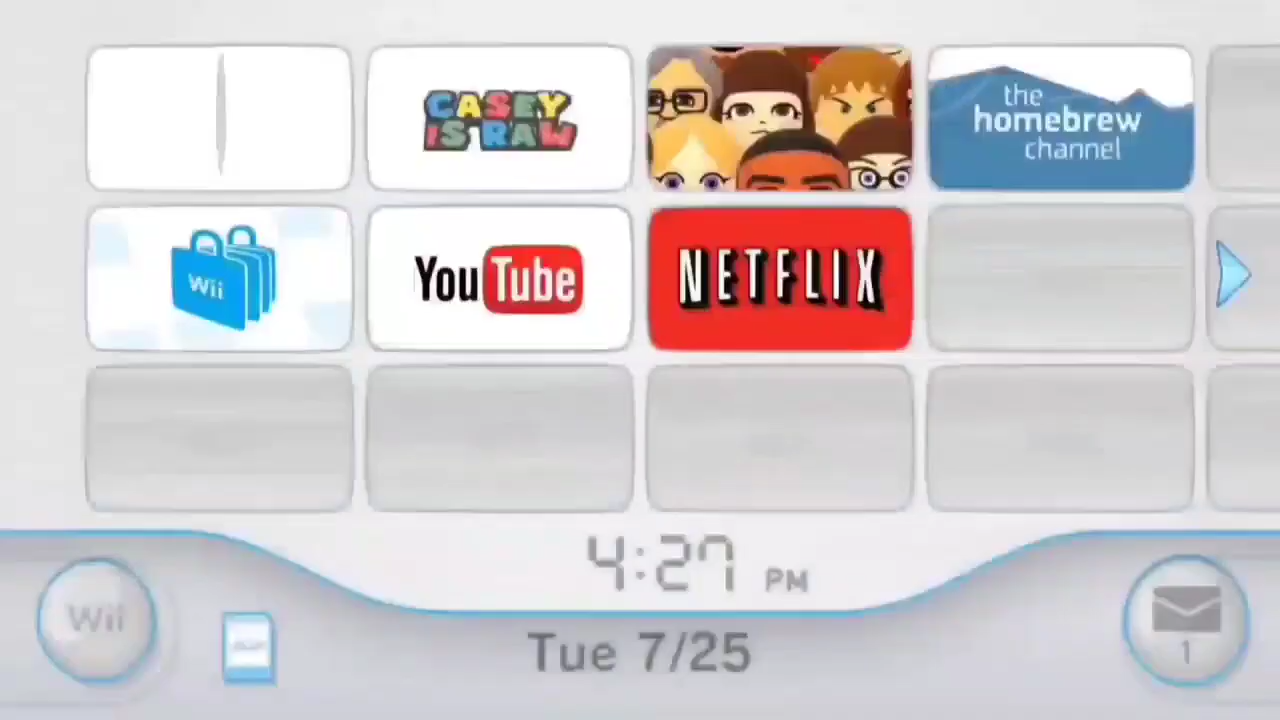 CASEY
IS RAW
the
homebrew
channel
Wii
YouTube
NETFLIX
4:27 PM
Wii
Tue 7/25
1